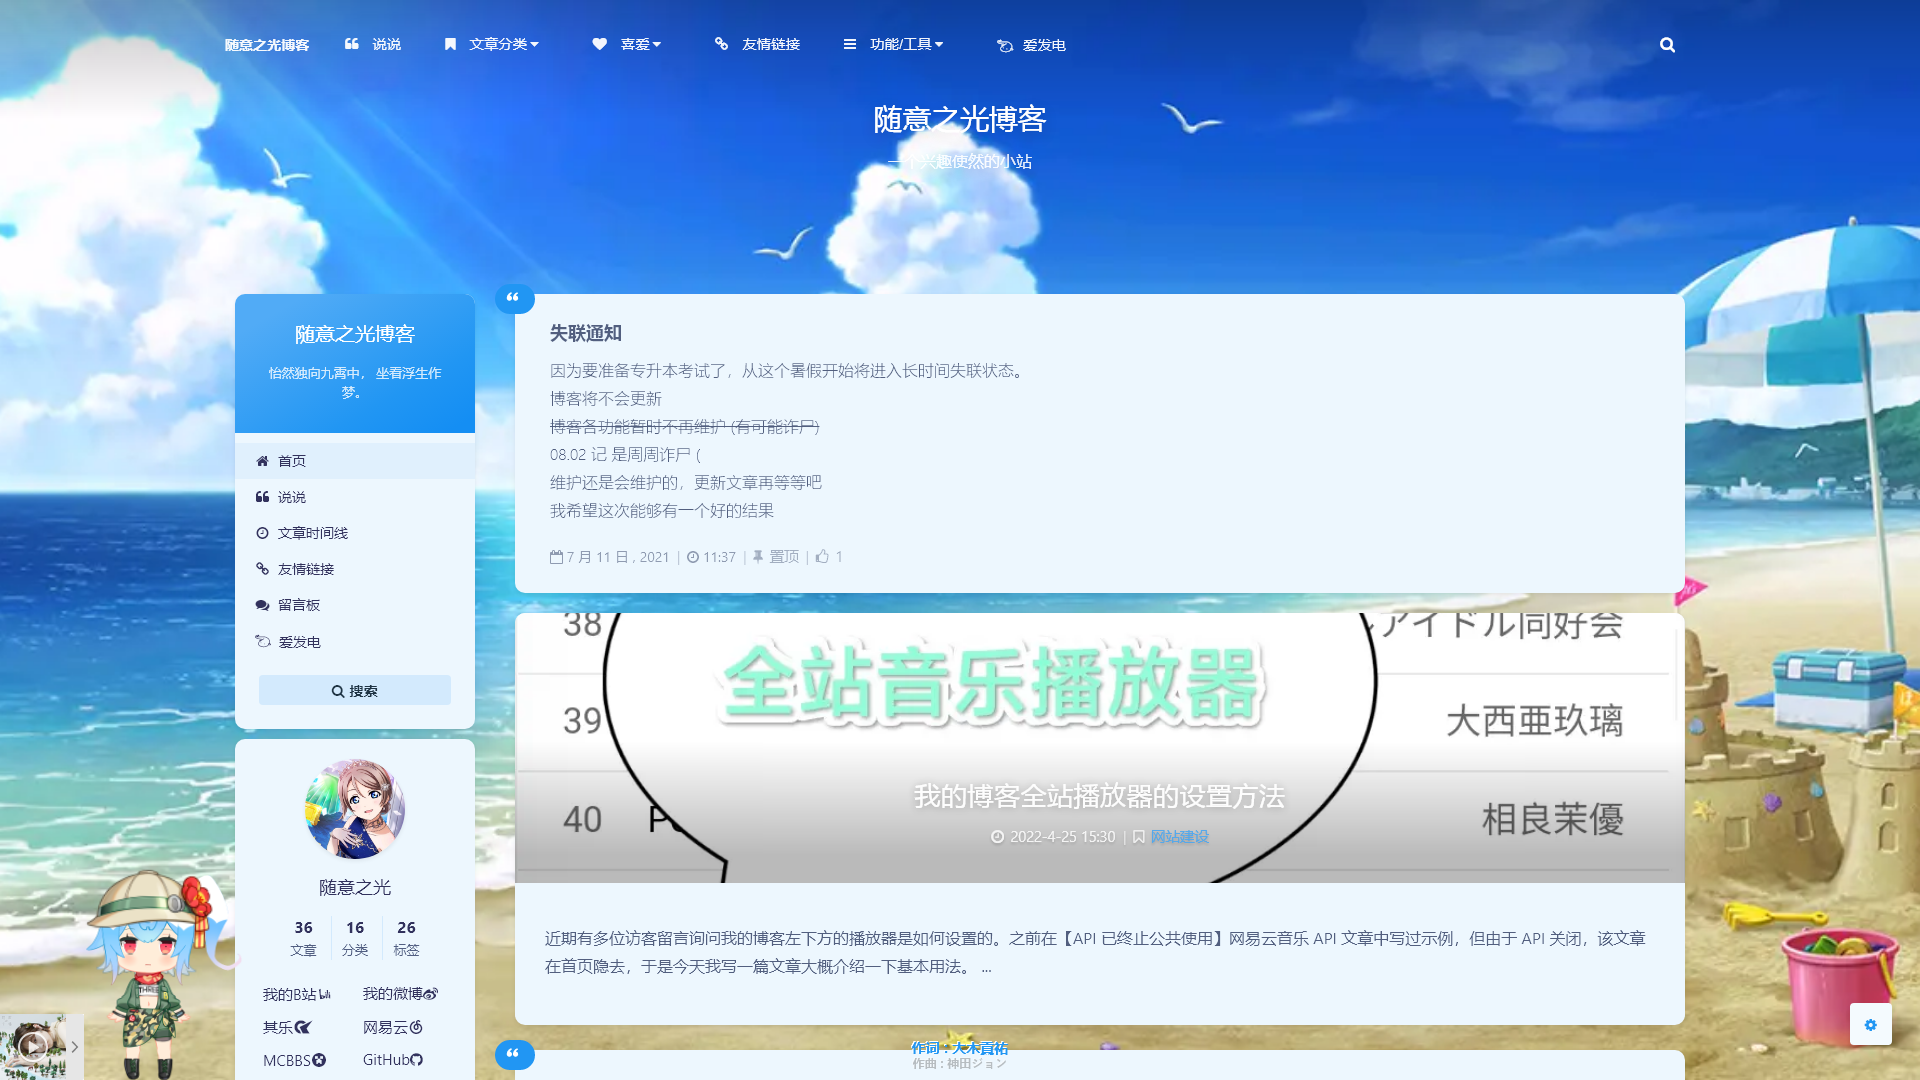 随意之光博客
说说
文章分类
喜爱
友情链接
功能/工具
爱发电
随意之光博客
一个兴趣使然的小站
随意之光博客
怡然独向九霄中， 坐看浮生作
梦。
首页
说说
文章时间线
友情链接
留言板
爱发电
搜索
随意之光
36 16 26
文章 分类 标签
我的B站 我的微博
其乐 网易云
MCBBS GitHub
失联通知
因为要准备专升本考试了，从这个暑假开始将进入长时间失联状态。
博客将不会更新
博客各功能暂时不再维护 (有可能诈尸)
08.02 记 是周周诈尸 (
维护还是会维护的，更新文章再等等吧
我希望这次能够有一个好的结果
7 月 11 日 , 2021 | 11:37 | 置顶 | 1
38
全站音乐播放器
アイドル同好会
39
大西亜玖璃
40
相良茉優
我的博客全站播放器的设置方法
2022-4-25 15:30 | 网站建设
近期有多位访客留言询问我的博客左下方的播放器是如何设置的。之前在【API 已终止公共使用】网易云音乐 API 文章中写过示例，但由于 API 关闭，该文章
在首页隐去，于是今天我写一篇文章大概介绍一下基本用法。 ...
作词 : 大木貢祐
作曲 : 神田ジョン